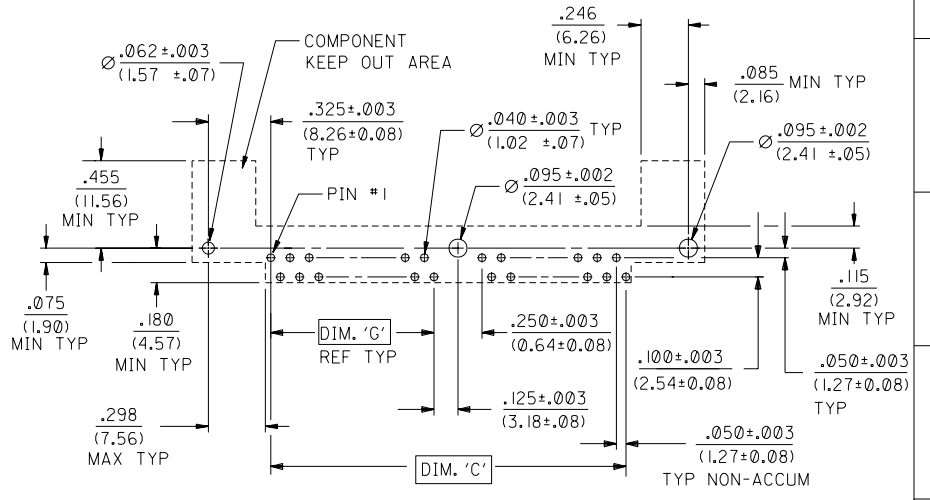 .246
(6.26)
MIN TYP
COMPONENT
KEEP OUT AREA
Ø .062±.003
(1.57 ±.07)
.085 MIN TYP
(2.16)
.325±.003
(8.26±0.08)
TYP
Ø .040±.003 TYP
(1.02 ±.07)
Ø .095±.002
(2.41 ±.05)
.455
(11.56)
MIN TYP
PIN #1
Ø .095±.002
(2.41 ±.05)
.075
(1.90)
MIN TYP
.180
(4.57)
MIN TYP
DIM. 'G'
REF TYP
.250±.003
(0.64±0.08)
.115
(2.92)
MIN TYP
.100±.003
(2.54±0.08)
.050±.003
(1.27±0.08)
TYP
.298
(7.56)
MAX TYP
.125±.003
(3.18±.08)
.050±.003
(1.27±0.08)
TYP NON-ACCUM
DIM. 'C'